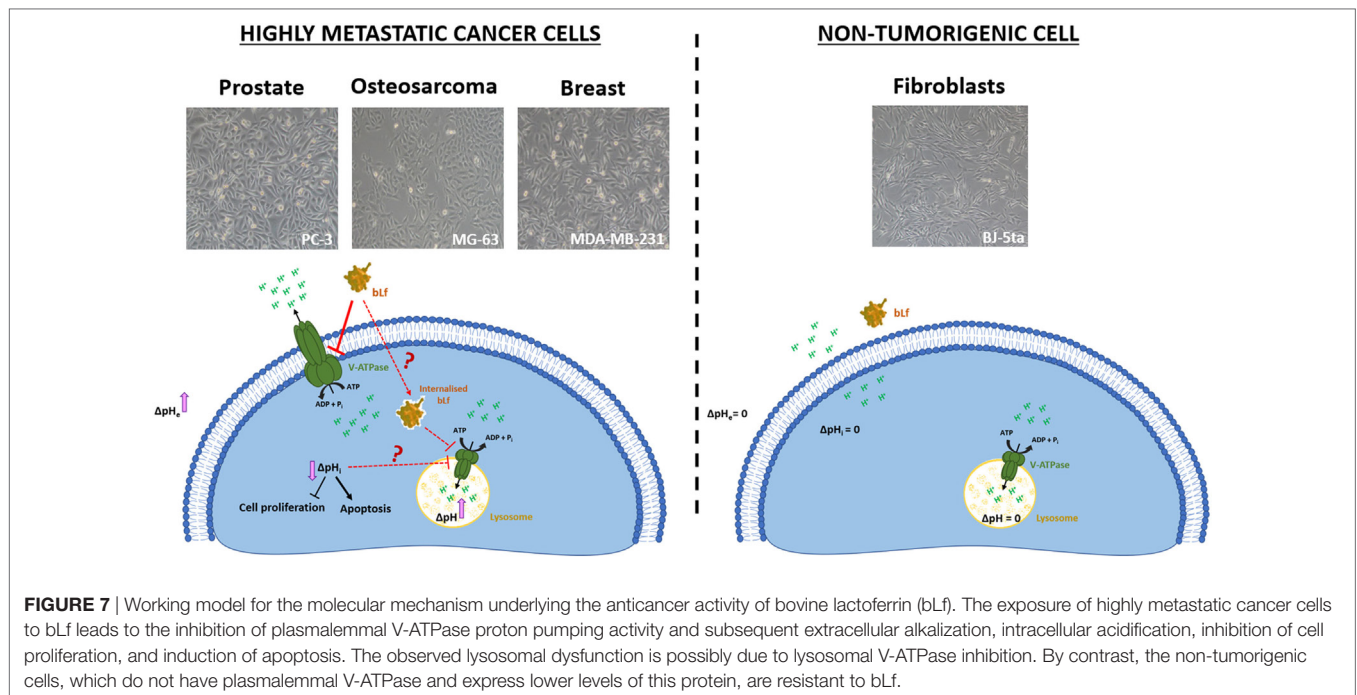 HIGHLY METASTATIC CANCER CELLS
NON-TUMORIGENIC CELL
Prostate
Osteosarcoma
Breast
Fibroblasts
PC-3
MG-63
MDA-MB-231
BJ-5ta
H⁺ H⁺ H⁺ H⁺ H⁺ H⁺ H⁺ H⁺ H⁺
bLf
V-ATPase
ATP
ADP + Pi
?
Internalised
bLf
ΔpHe
H⁺ H⁺ H⁺ H⁺ H⁺ H⁺
H⁺ H⁺ H⁺ H⁺ H⁺
ATP
ADP + Pi
?
ΔpHi
Cell proliferation
Apoptosis
H⁺ H⁺ H⁺ H⁺
ΔpH
Lysosome
bLf
H⁺ H⁺ H⁺ H⁺ H⁺
H⁺ H⁺ H⁺ H⁺ H⁺
ΔpHe = 0
ΔpHi = 0
H⁺ H⁺ H⁺ H⁺ H⁺
ATP
ADP + Pi
V-ATPase
H⁺ H⁺ H⁺ H⁺
ΔpH = 0
Lysosome
FIGURE 7 | Working model for the molecular mechanism underlying the anticancer activity of bovine lactoferrin (bLf). The exposure of highly metastatic cancer cells
to bLf leads to the inhibition of plasmalemmal V-ATPase proton pumping activity and subsequent extracellular alkalization, intracellular acidification, inhibition of cell
proliferation, and induction of apoptosis. The observed lysosomal dysfunction is possibly due to lysosomal V-ATPase inhibition. By contrast, the non-tumorigenic
cells, which do not have plasmalemmal V-ATPase and express lower levels of this protein, are resistant to bLf.